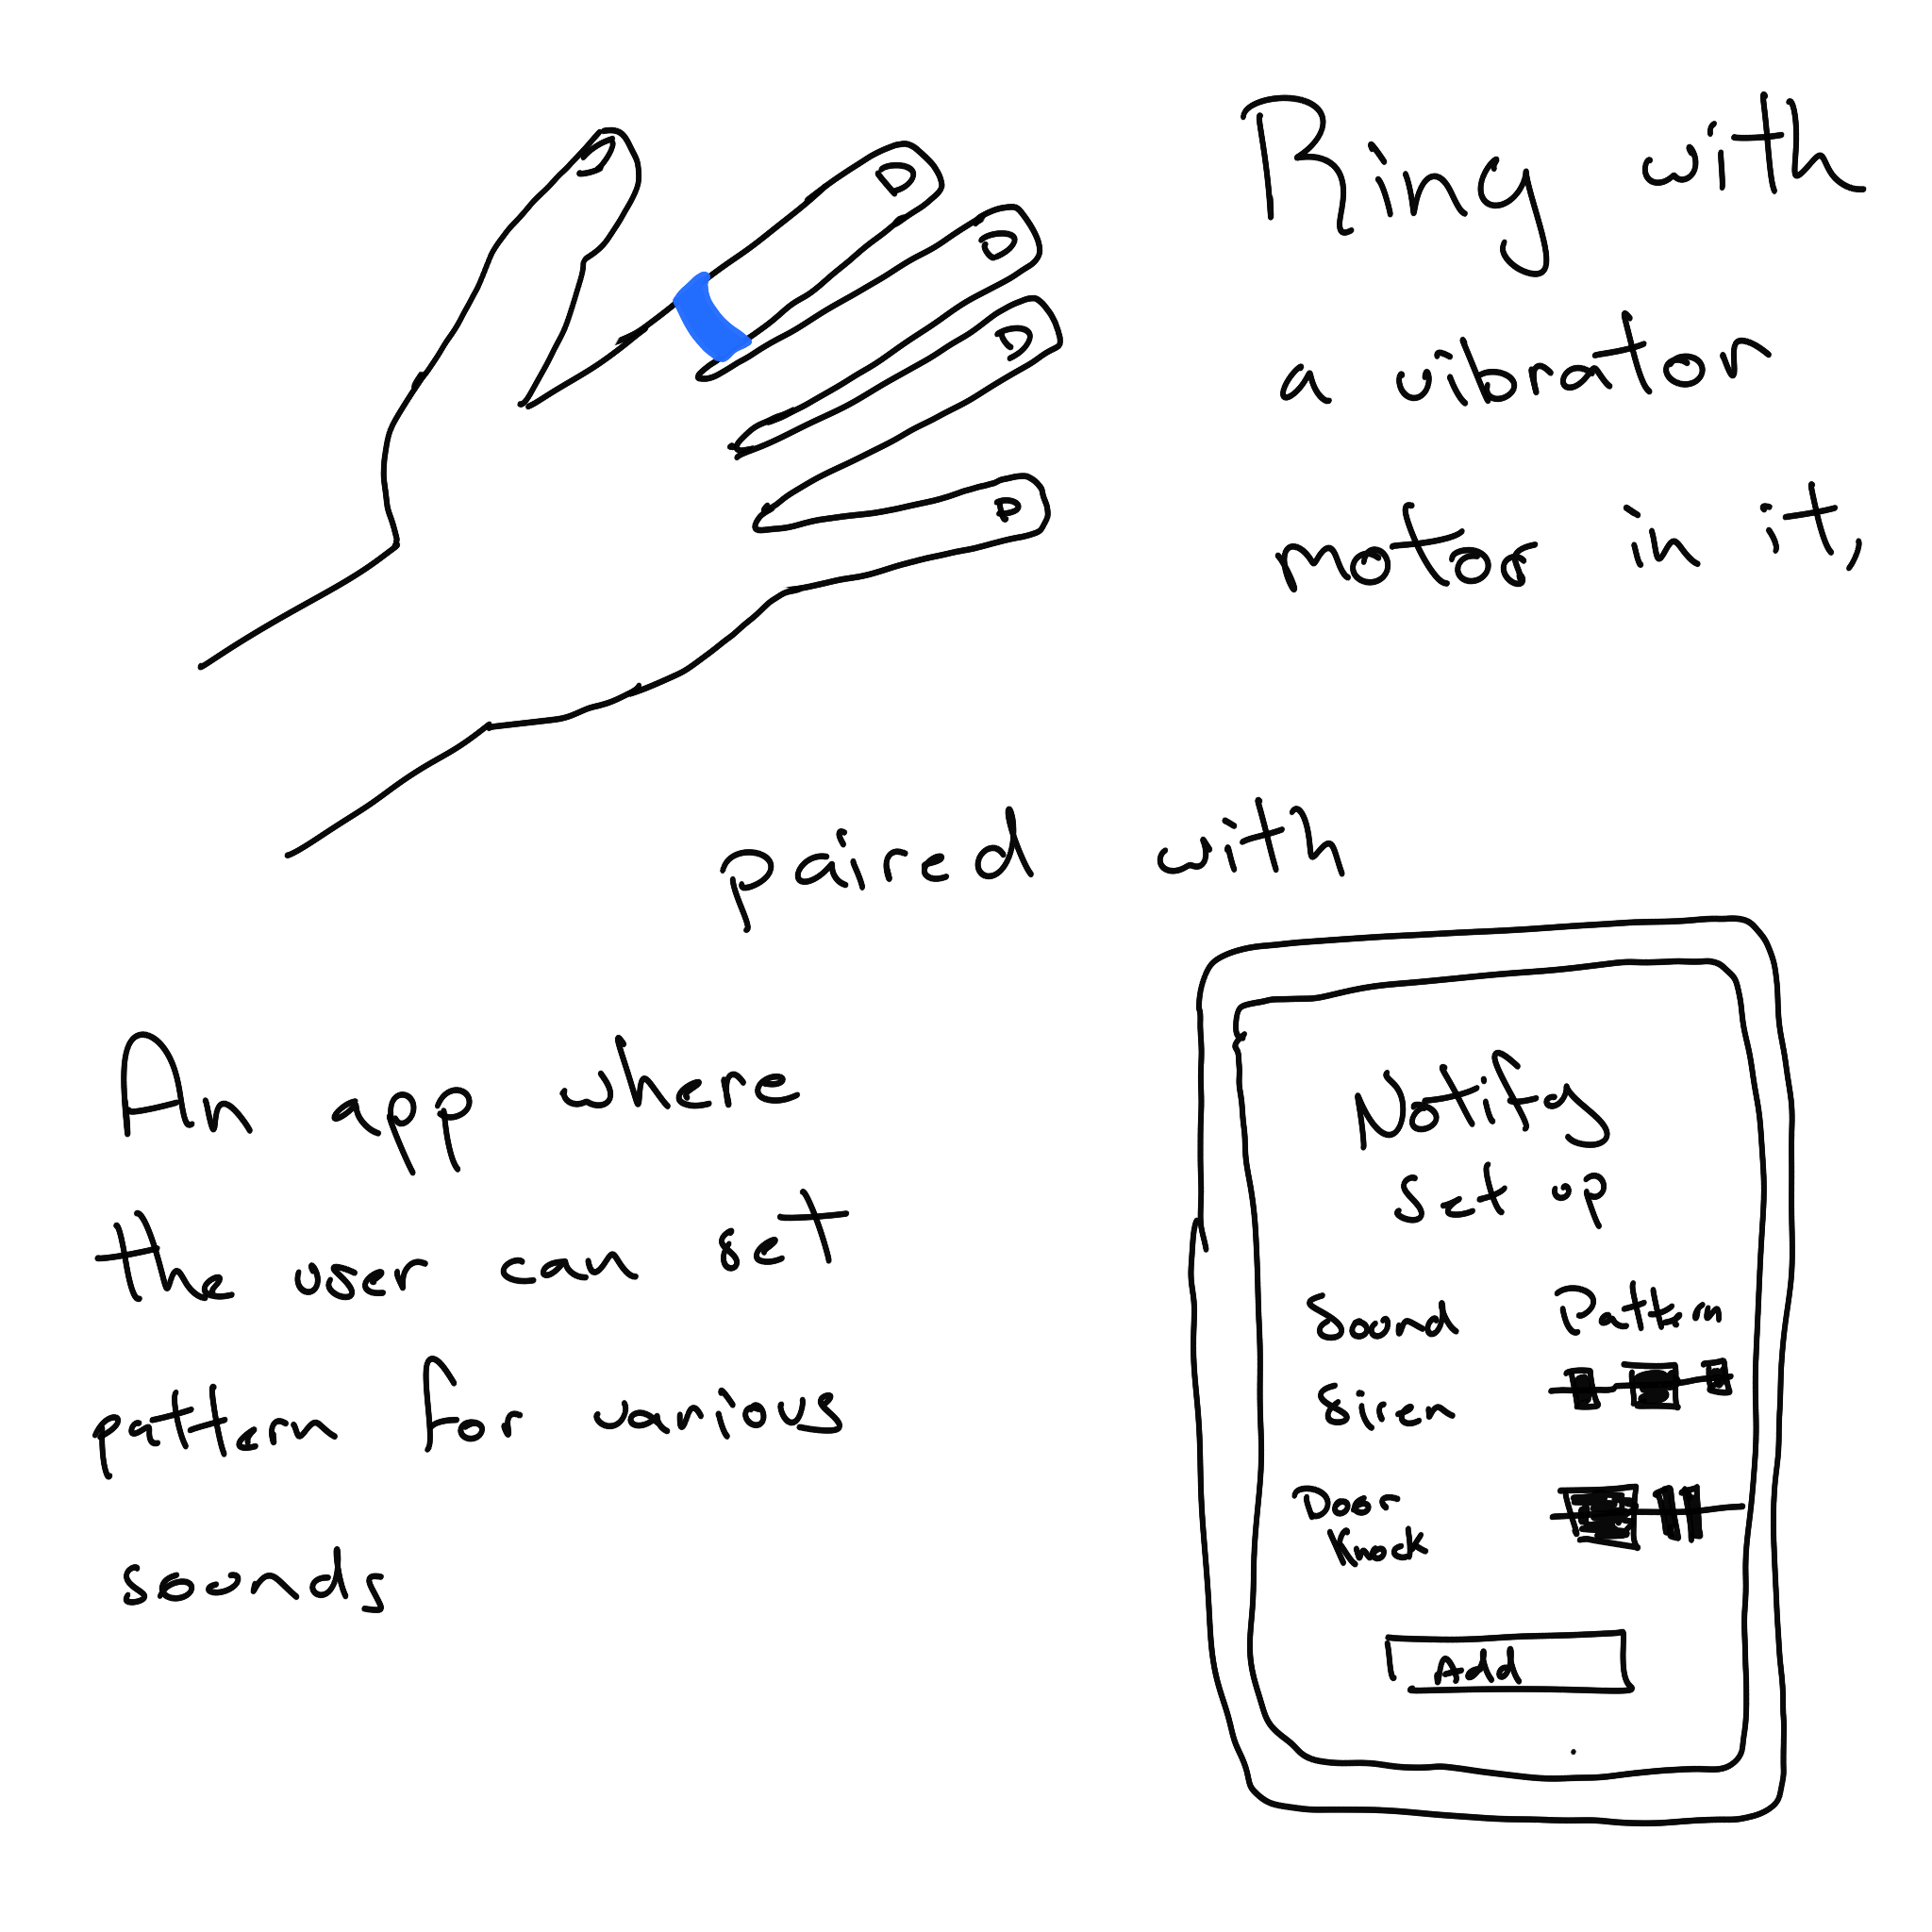 Ring with
a vibrator
motor in it,
paired with
An app where
the user can set
pattern for various
sounds
Notify
Set up
Sound Pattern
Siren
Door
Knock
Add